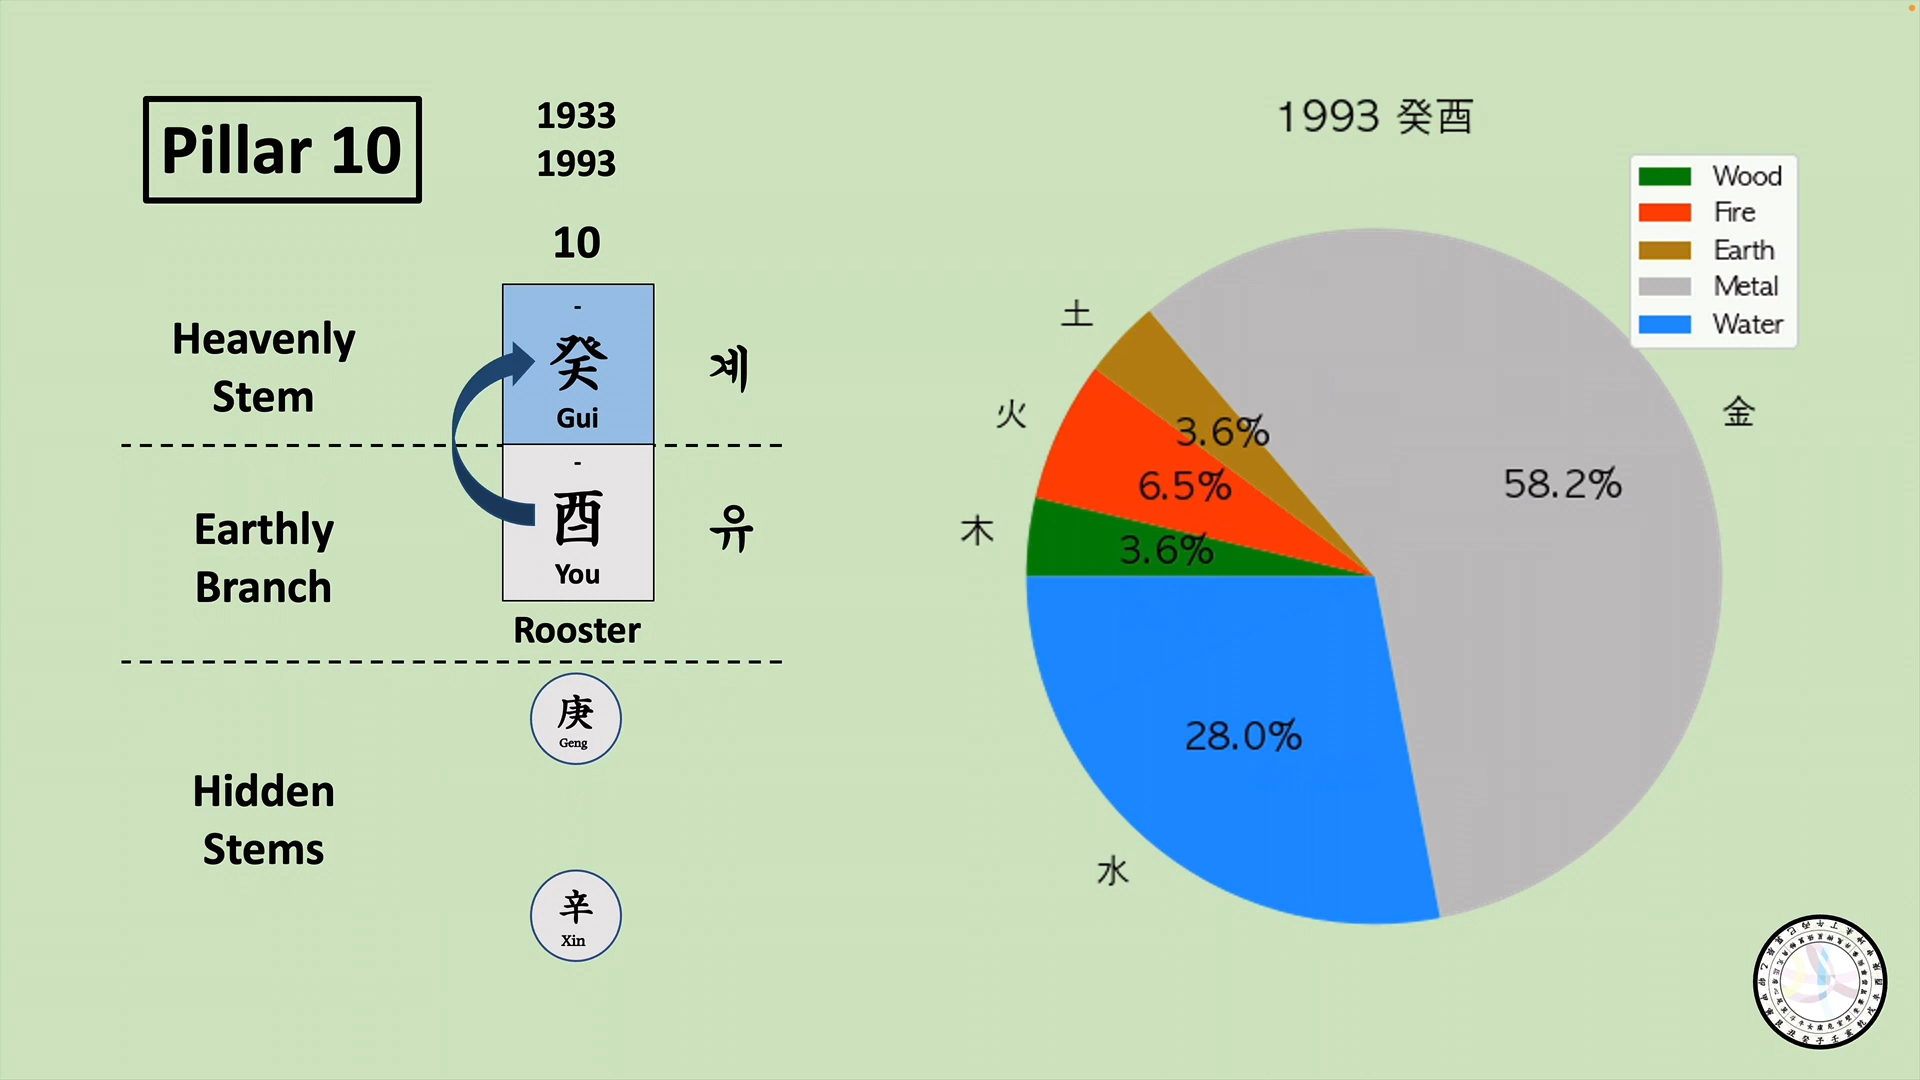 Pillar 10
1933
1993
10
Heavenly
Stem
-
癸
Gui
계
Earthly
Branch
-
酉
You
유
Rooster
Hidden
Stems
庚
Geng
辛
Xin
1993 癸酉
Wood
Fire
Earth
Metal
Water
土
3.6%
火
6.5%
木
3.6%
金
58.2%
水
28.0%